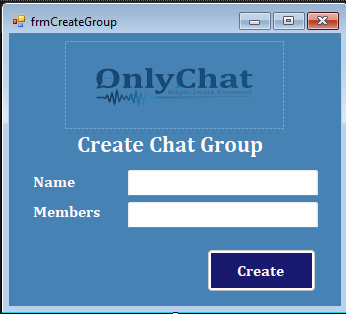 frmCreateGroup
OnlyChat
Simple. Secure. Connected.
Create Chat Group
Name
Members
Create